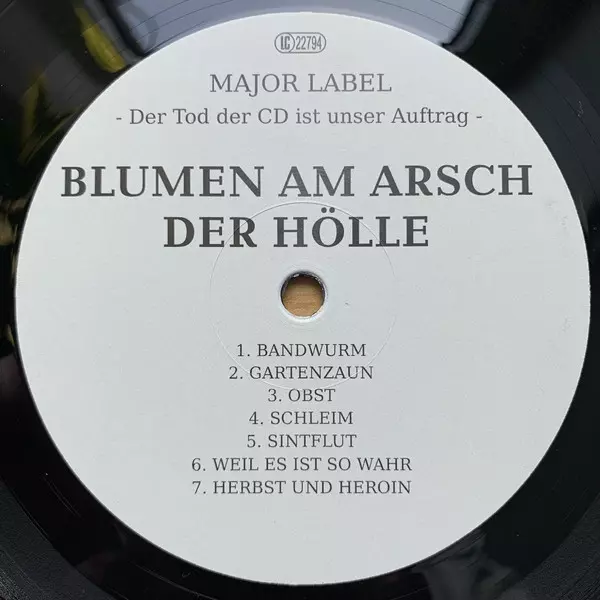 LC 22794
MAJOR LABEL
- Der Tod der CD ist unser Auftrag -
BLUMEN AM ARSCH
DER HÖLLE
1. BANDWURM
2. GARTENZAUN
3. OBST
4. SCHLEIM
5. SINTFLUT
6. WEIL ES IST SO WAHR
7. HERBST UND HEROIN